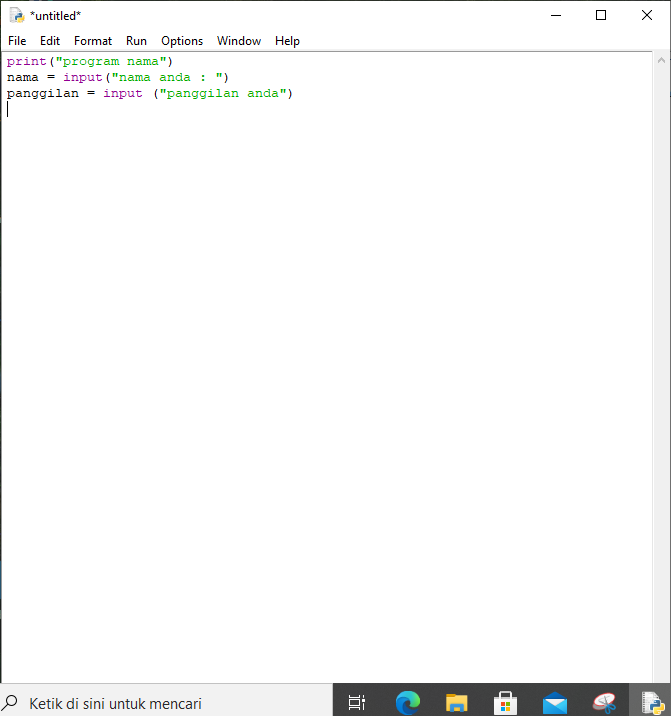 *untitled*
File Edit Format Run Options Window Help
print("program nama")
nama = input("nama anda : ")
panggilan = input ("panggilan anda")
Ketik di sini untuk mencari